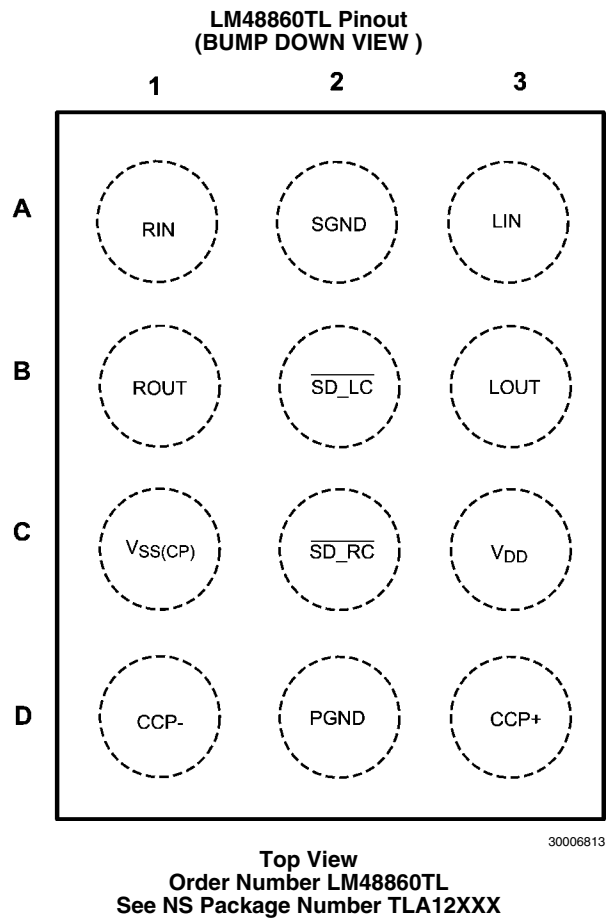 LM48860TL Pinout
(BUMP DOWN VIEW )
1 2 3
A RIN SGND LIN
B ROUT SD_LC LOUT
C VSS(CP) SD_RC VDD
D CCP- PGND CCP+
30006813
Top View
Order Number LM48860TL
See NS Package Number TLA12XXX